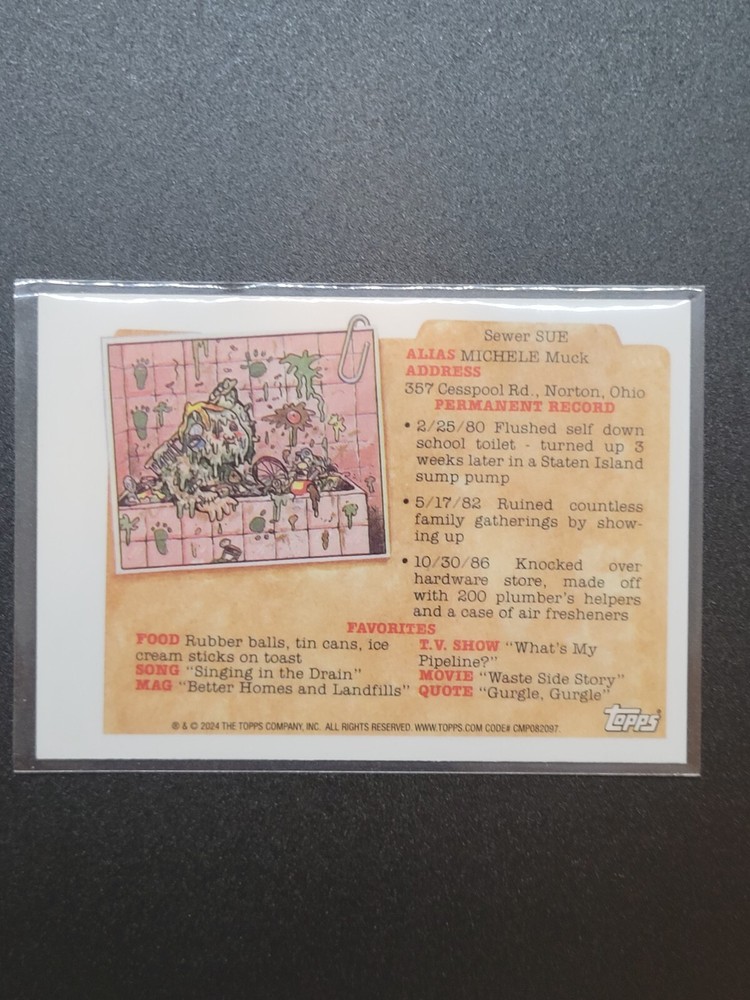 Sewer SUE
ALIAS MICHELE Muck
ADDRESS
357 Cesspool Rd., Norton, Ohio
PERMANENT RECORD
• 2/25/80 Flushed self down
school toilet - turned up 3
weeks later in a Staten Island
sump pump
• 5/17/82 Ruined countless
family gatherings by show-
ing up
• 10/30/86 Knocked over
hardware store, made off
with 200 plumber's helpers
and a case of air fresheners
FAVORITES
FOOD Rubber balls, tin cans, ice
cream sticks on toast
SONG "Singing in the Drain"
MAG "Better Homes and Landfills"
T.V. SHOW "What's My
Pipeline?"
MOVIE "Waste Side Story"
QUOTE "Gurgle, Gurgle"
® & © 2024 THE TOPPS COMPANY, INC. ALL RIGHTS RESERVED. WWW.TOPPS.COM CODE# CMP082097.
topps®